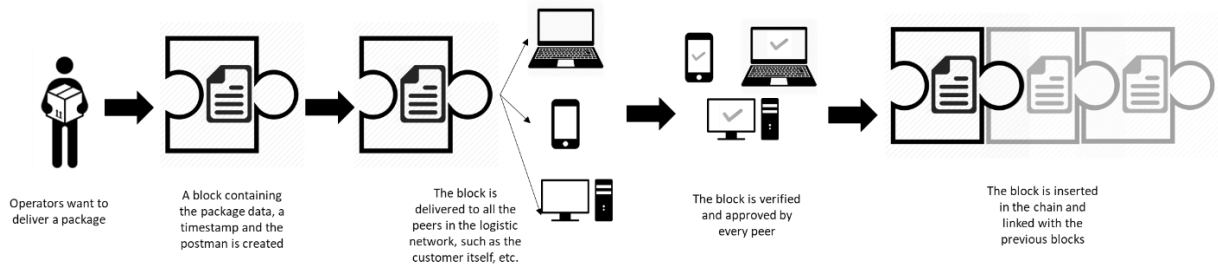 Operators want to
deliver a package
A block containing
the package data, a
timestamp and the
postman is created
The block is
delivered to all the
peers in the logistic
network, such as the
customer itself, etc.
The block is verified
and approved by
every peer
The block is inserted
in the chain and
linked with the
previous blocks